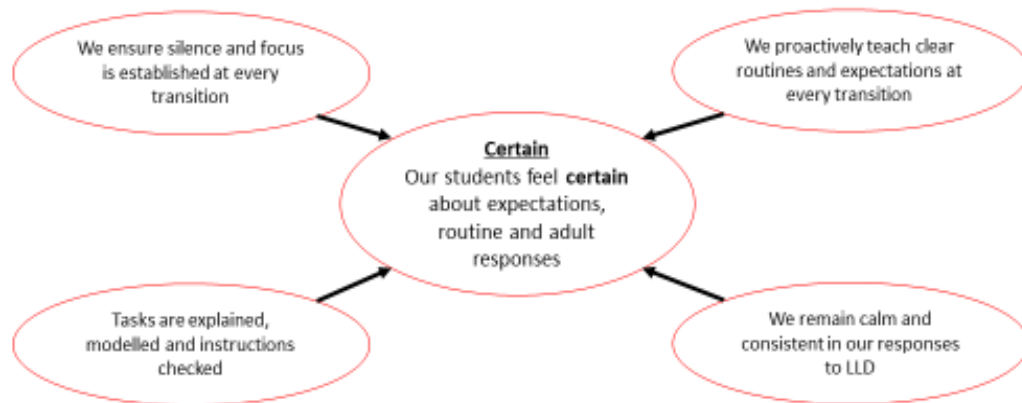 We ensure silence and focus
is established at every
transition
We proactively teach clear
routines and expectations at
every transition
Certain
Our students feel certain
about expectations,
routine and adult
responses
Tasks are explained,
modelled and instructions
checked
We remain calm and
consistent in our responses
to LLD